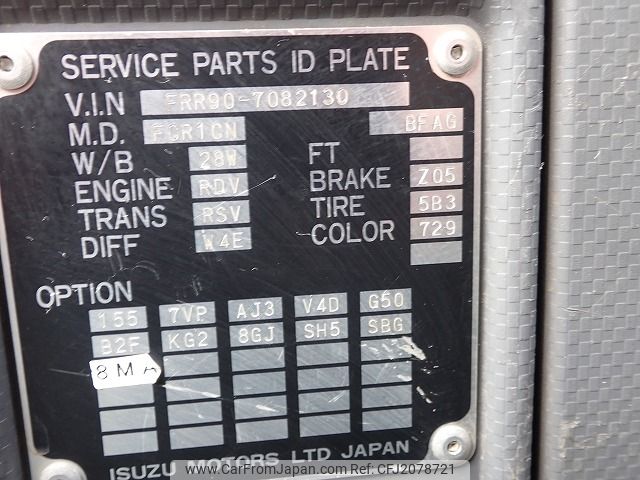 SERVICE PARTS ID PLATE
V.I.N FRR90-7082130
M.D. FCR1CN BFAG
W/B 28W FT
ENGINE RDV BRAKE Z05
TRANS RSV TIRE 5B3
DIFF W4E COLOR 729
OPTION
155 7VP AJ3 V4D G50
B2F KG2 8GJ SH5 SBG
8MA
ISUZU MOTORS LTD JAPAN
www.CarFromJapan.com CFJ2078721